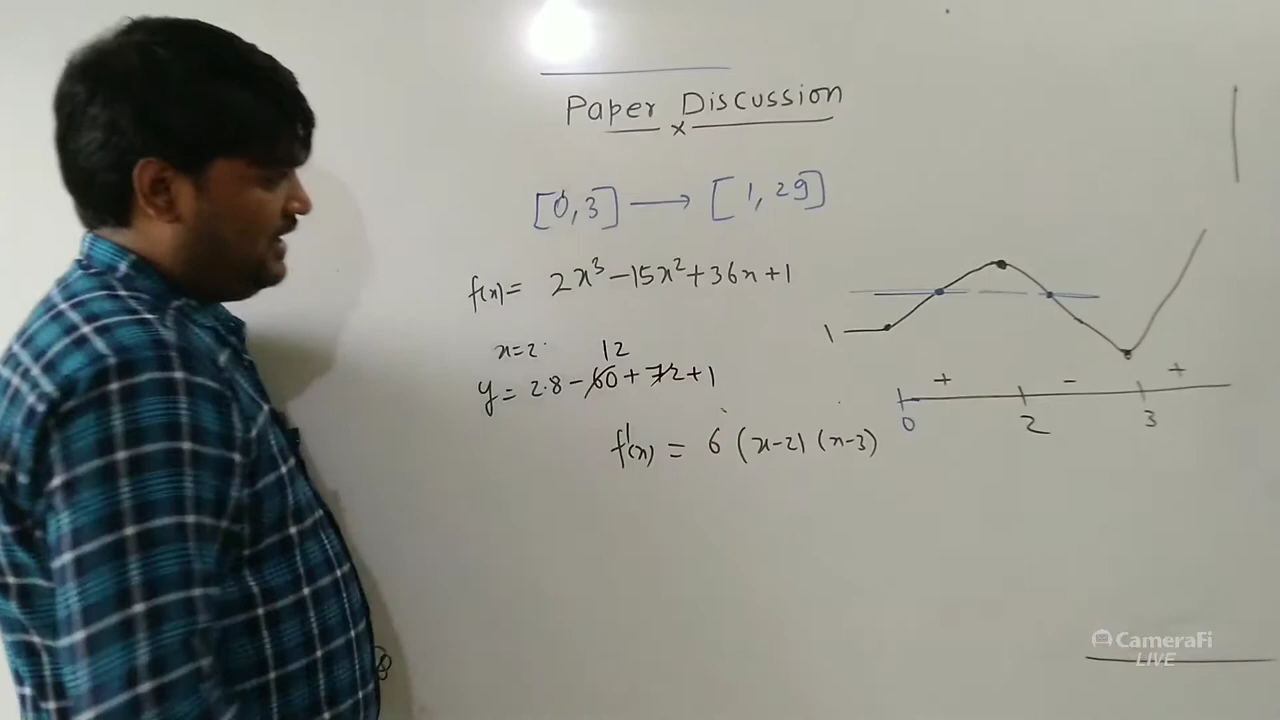 Paper Discussion
x
[0,3] → [1,29]
f(x) = 2x³-15x²+36x+1
x=2
12
y = 2.8-60+72+1
f'(x) = 6(x-2)(x-3)
1
+ - +
0 2 3
CameraFi
LIVE